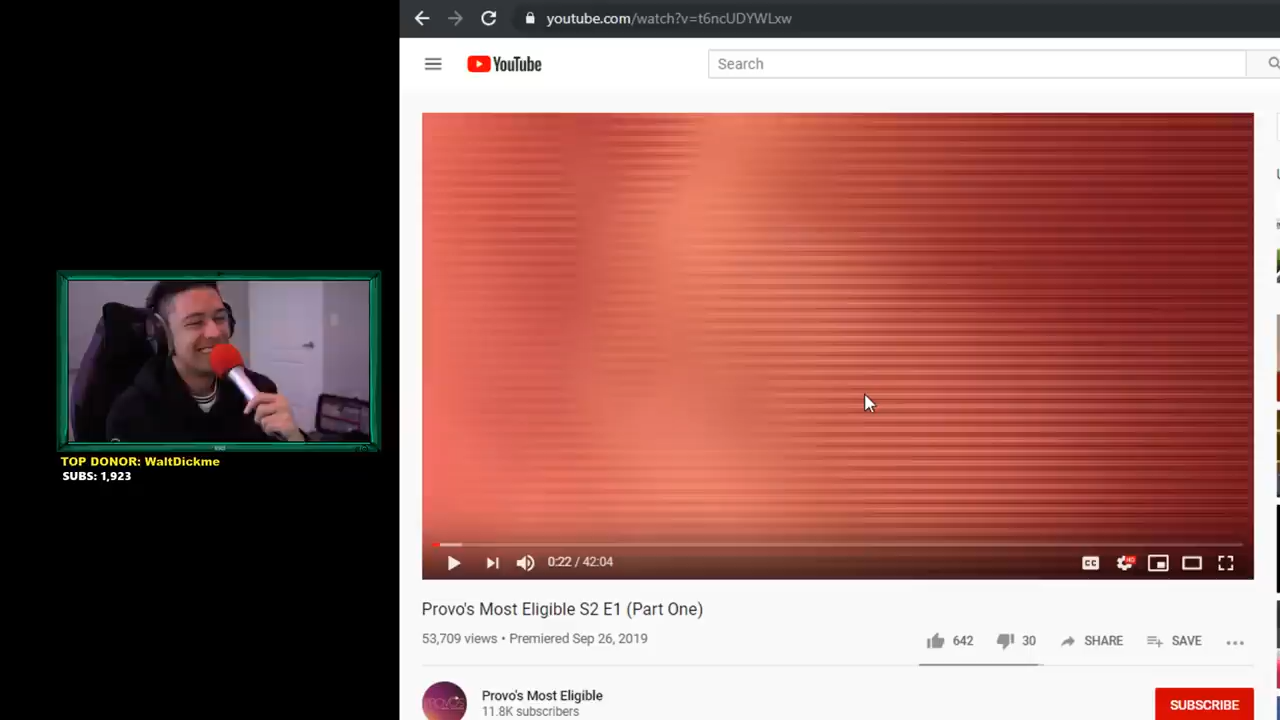 youtube.com/watch?v=t6ncUDYWLxw
YouTube
Search
0:22 / 42:04
CC
HD
Provo's Most Eligible S2 E1 (Part One)
53,709 views • Premiered Sep 26, 2019
642
30
SHARE
SAVE
Provo's Most Eligible
11.8K subscribers
SUBSCRIBE
TOP DONOR: WaltDickme
SUBS: 1,923